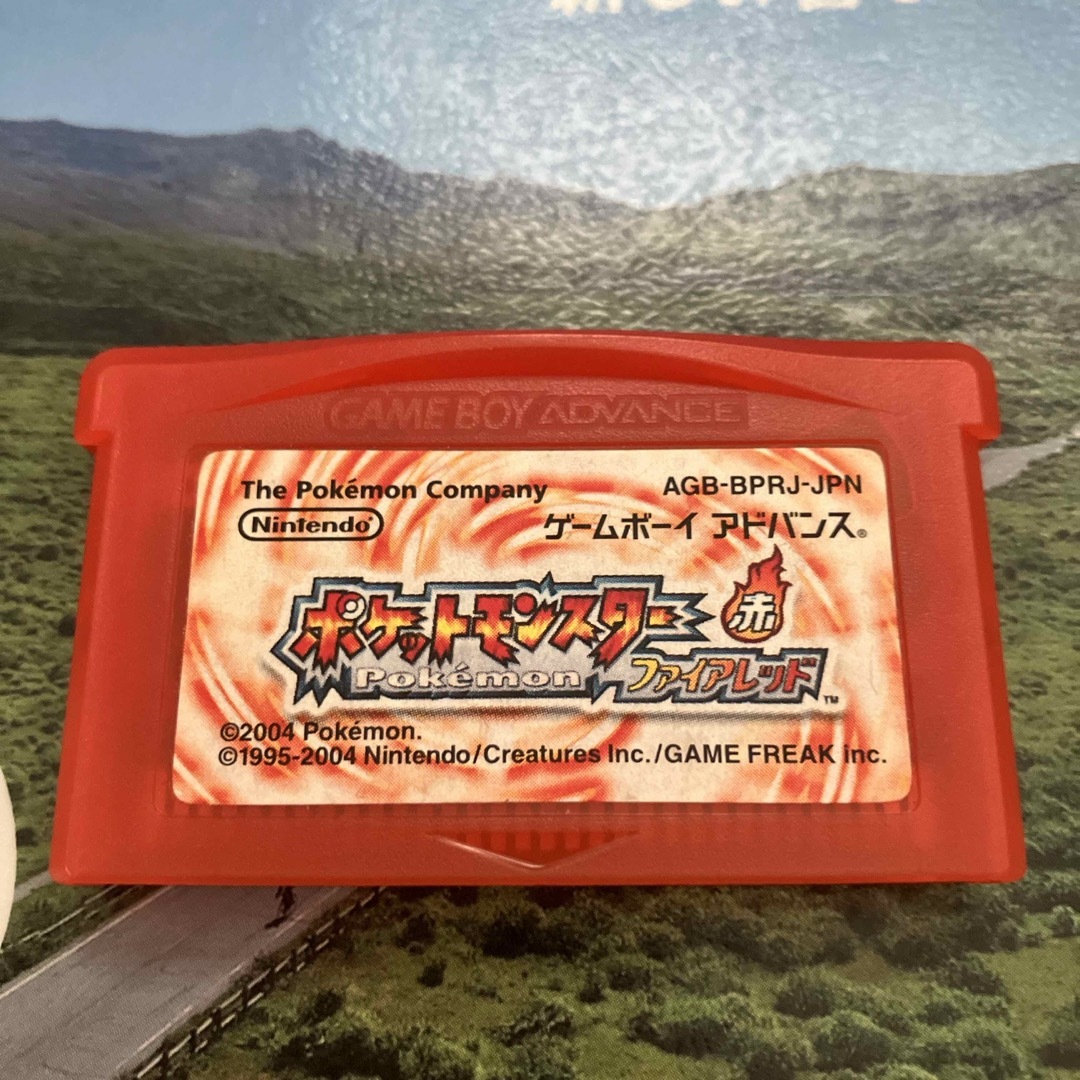 GAME BOY ADVANCE
The Pokémon Company AGB-BPRJ-JPN
Nintendo ゲームボーイ アドバンス®
ポケットモンスター 赤
Pokémon ファイアレッド™
©2004 Pokémon.
©1995-2004 Nintendo/Creatures Inc./GAME FREAK inc.